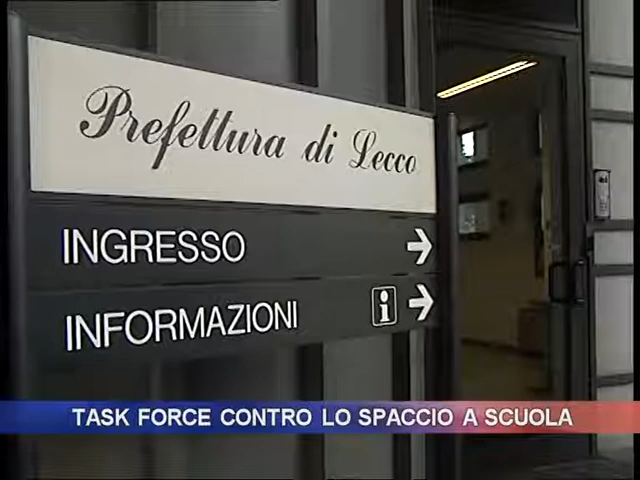 Prefettura di Lecco
INGRESSO
INFORMAZIONI i
TASK FORCE CONTRO LO SPACCIO A SCUOLA